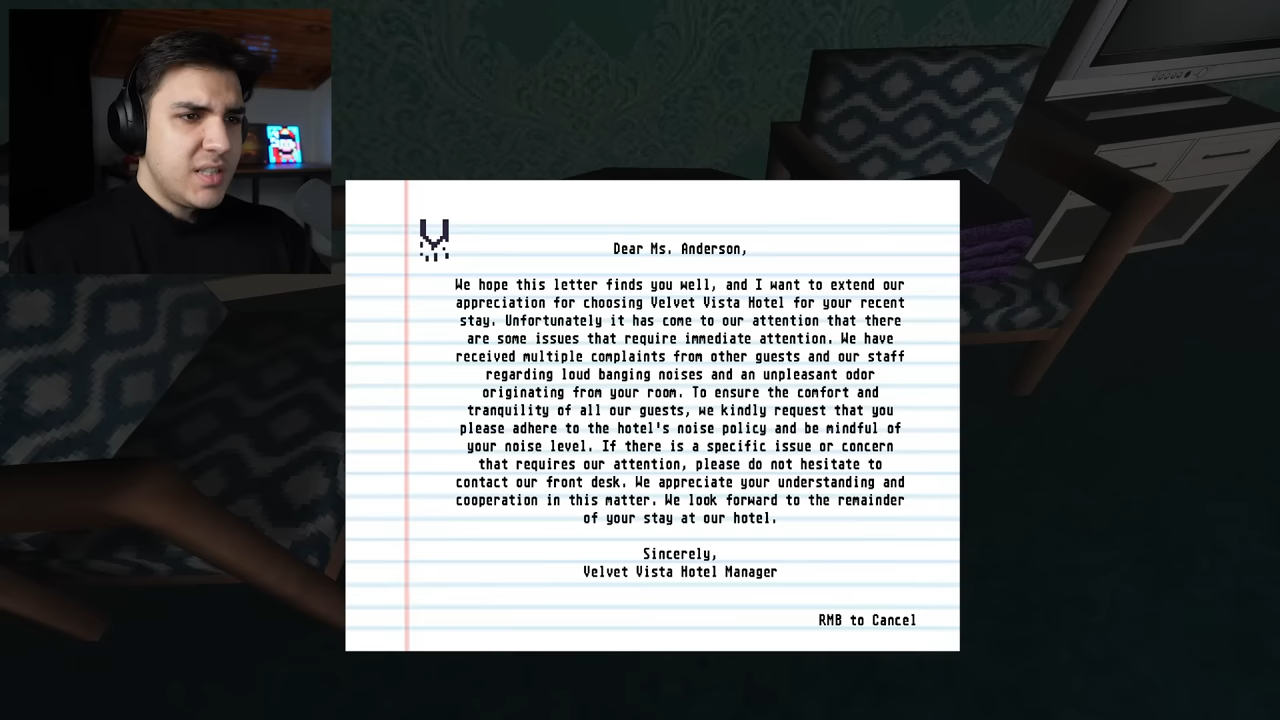 Dear Ms. Anderson,
We hope this letter finds you well, and I want to extend our
appreciation for choosing Velvet Vista Hotel for your recent
stay. Unfortunately it has come to our attention that there
are some issues that require immediate attention. We have
received multiple complaints from other guests and our staff
regarding loud banging noises and an unpleasant odor
originating from your room. To ensure the comfort and
tranquility of all our guests, we kindly request that you
please adhere to the hotel's noise policy and be mindful of
your noise level. If there is a specific issue or concern
that requires our attention, please do not hesitate to
contact our front desk. We appreciate your understanding and
cooperation in this matter. We look forward to the remainder
of your stay at our hotel.
Sincerely,
Velvet Vista Hotel Manager
RMB to Cancel